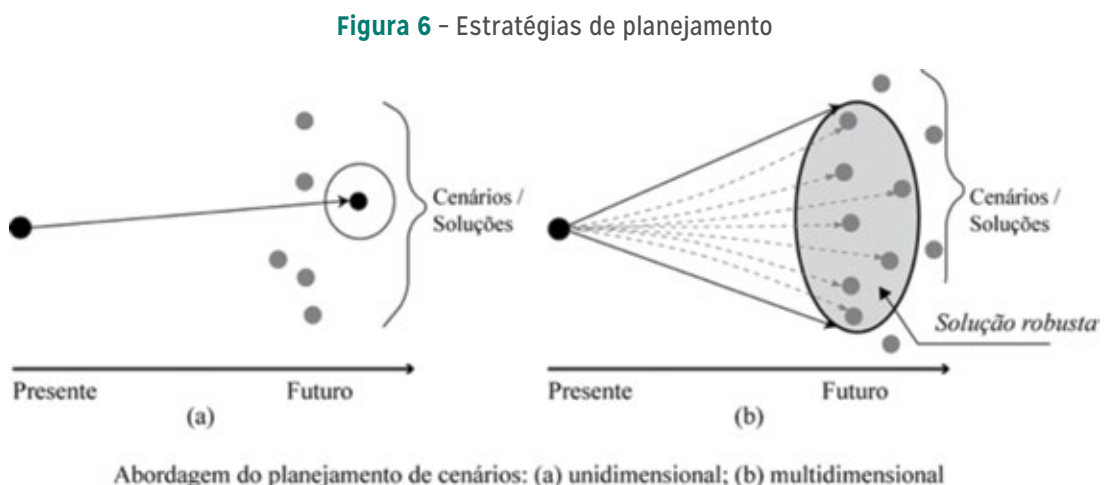 Figura 6 – Estratégias de planejamento
Cenários /
Soluções
Presente
Futuro
(a)
Cenários /
Soluções
Solução robusta
Presente
Futuro
(b)
Abordagem do planejamento de cenários: (a) unidimensional; (b) multidimensional